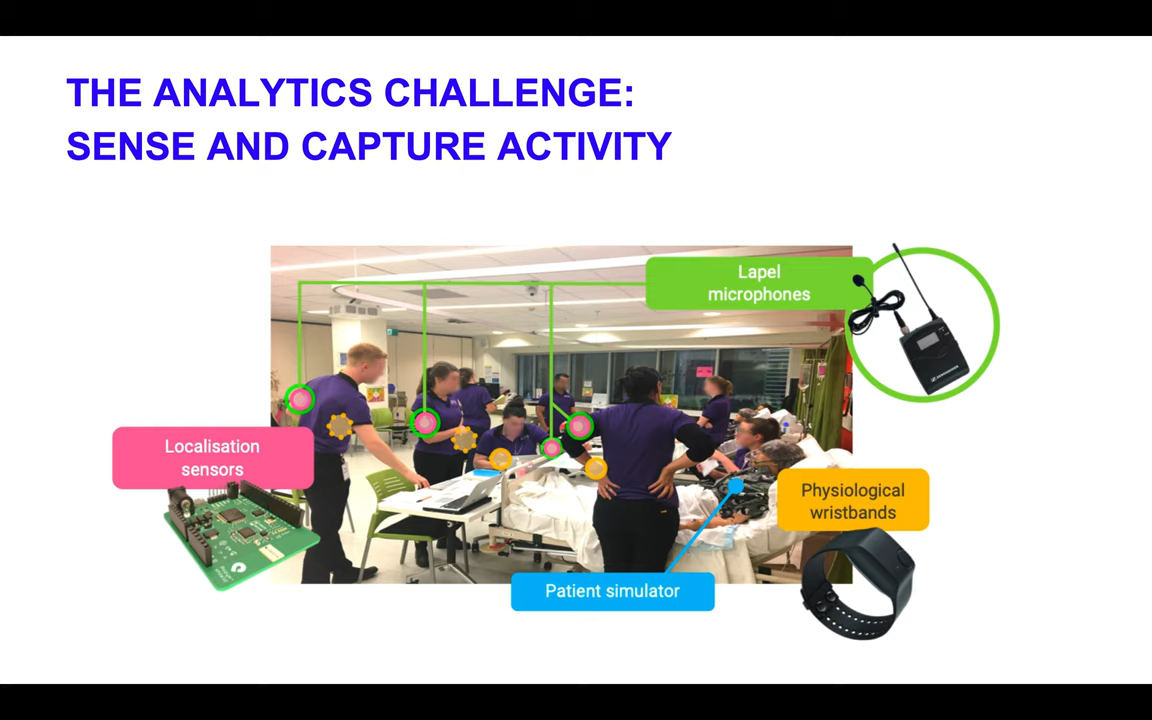 THE ANALYTICS CHALLENGE:
SENSE AND CAPTURE ACTIVITY
Lapel
microphones
Localisation
sensors
Physiological
wristbands
Patient simulator